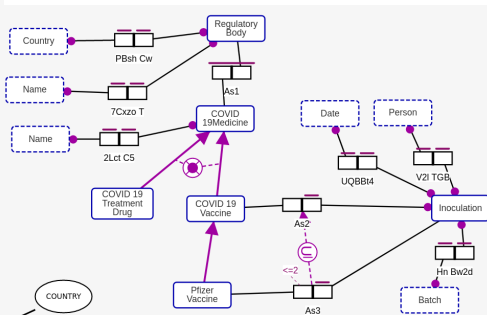 Regulatory
Body
Country
PBsh Cw
Name
7Cxzo T
As1
COVID
19Medicine
Name
2Lct C5
Date
Person
UQBBt4
V2l TGB
COVID 19
Treatment
Drug
COVID 19
Vaccine
As2
Inoculation
⊆
<=2
Hn Bw2d
Pfizer
Vaccine
As3
Batch
COUNTRY